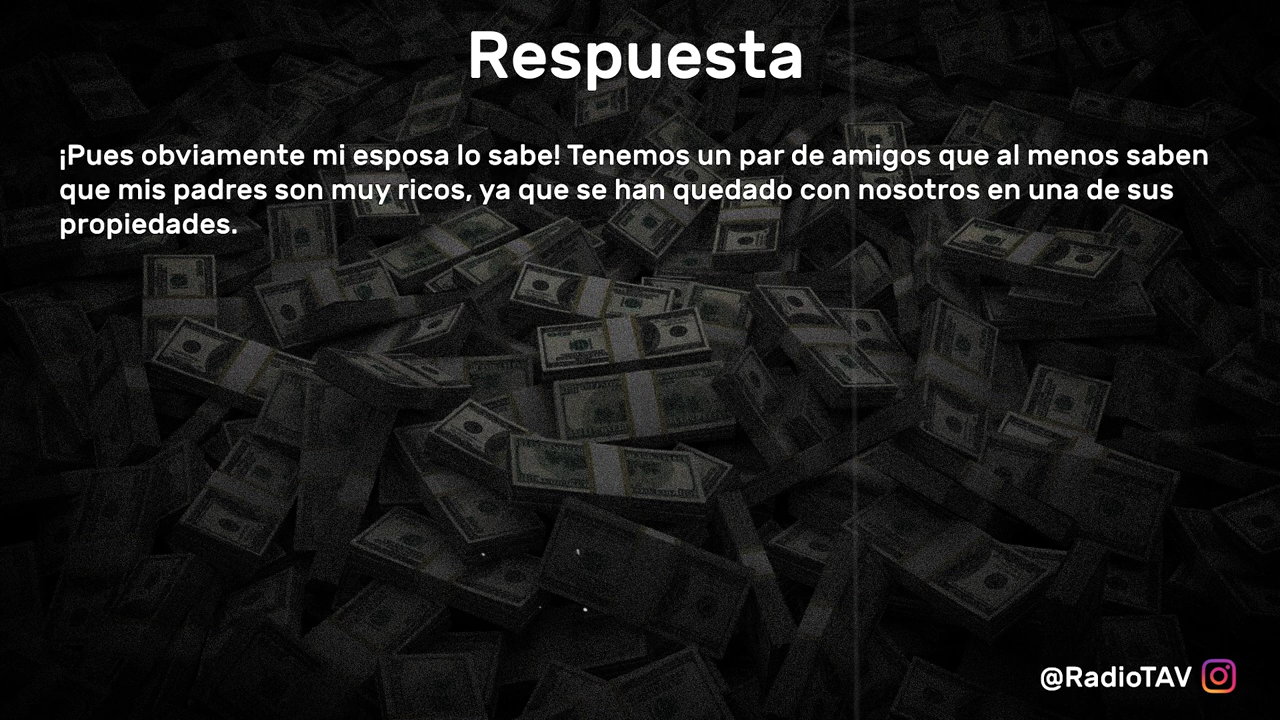 Respuesta
¡Pues obviamente mi esposa lo sabe! Tenemos un par de amigos que al menos saben
que mis padres son muy ricos, ya que se han quedado con nosotros en una de sus
propiedades.
@RadioTAV